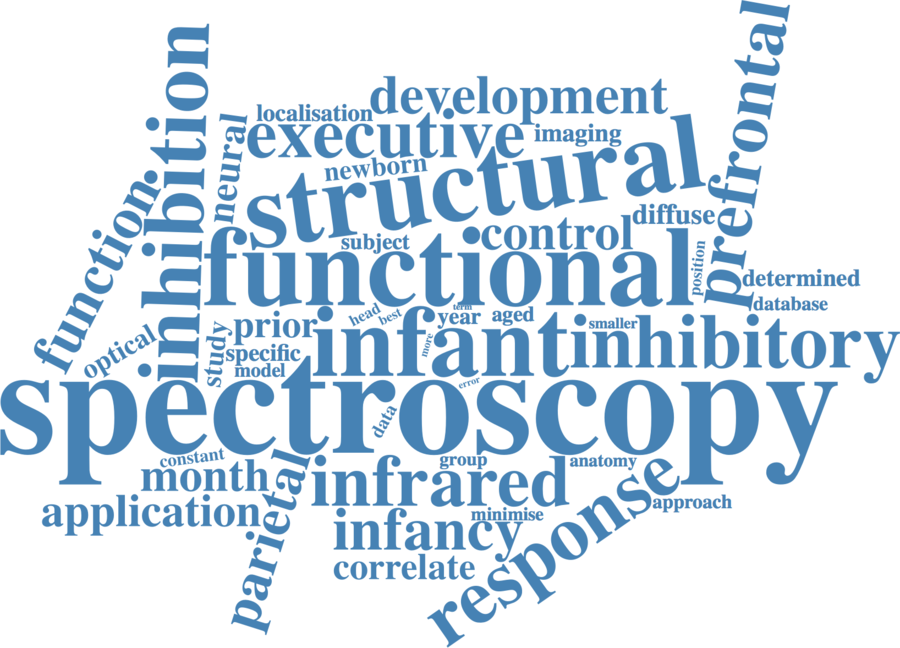 inhibition
prefrontal
development
localisation
executive
imaging
neural
newborn
structural
function
diffuse
control
subject
functional
position
determined
database
head
best
term
year
aged
prior
smaller
optical
study
specific
model
infant
more
inhibitory
error
spectroscopy
data
constant
group
anatomy
month
infrared
response
application
parietal
minimise
approach
infancy
correlate